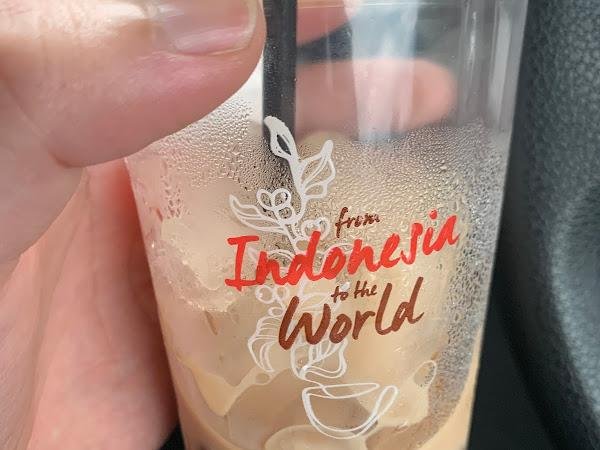 from
Indonesia
to the
World